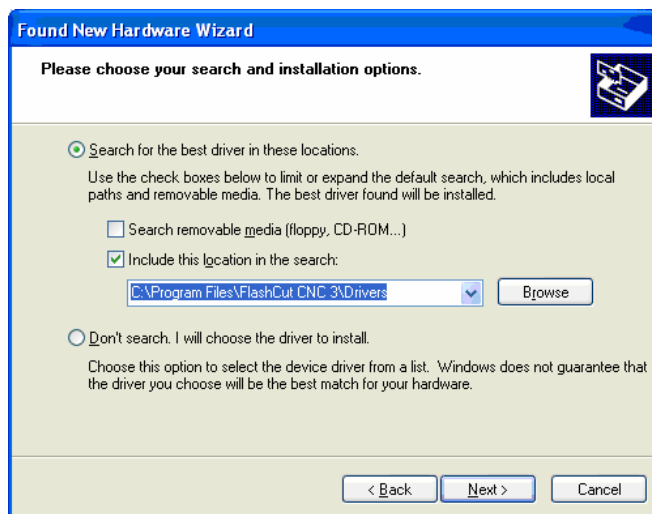 Found New Hardware Wizard
Please choose your search and installation options.
Search for the best driver in these locations.
Use the check boxes below to limit or expand the default search, which includes local
paths and removable media. The best driver found will be installed.
Search removable media (floppy, CD-ROM...)
Include this location in the search:
C:\Program Files\FlashCut CNC 3\Drivers
Browse
Don't search. I will choose the driver to install.
Choose this option to select the device driver from a list. Windows does not guarantee that
the driver you choose will be the best match for your hardware.
< Back Next > Cancel